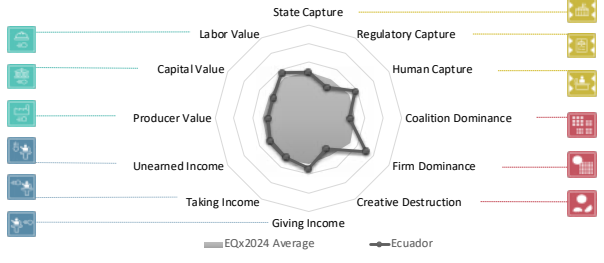 State Capture
Labor Value
Regulatory Capture
Capital Value
Human Capture
Producer Value
Coalition Dominance
Unearned Income
Firm Dominance
Taking Income
Creative Destruction
Giving Income
EQx2024 Average
Ecuador